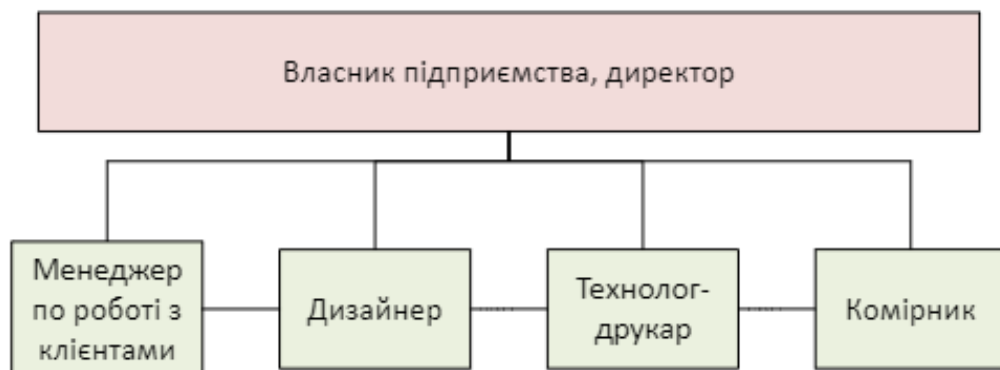 Власник підприємства, директор
Менеджер
по роботі з
клієнтами
Дизайнер
Технолог-
друкар
Комірник